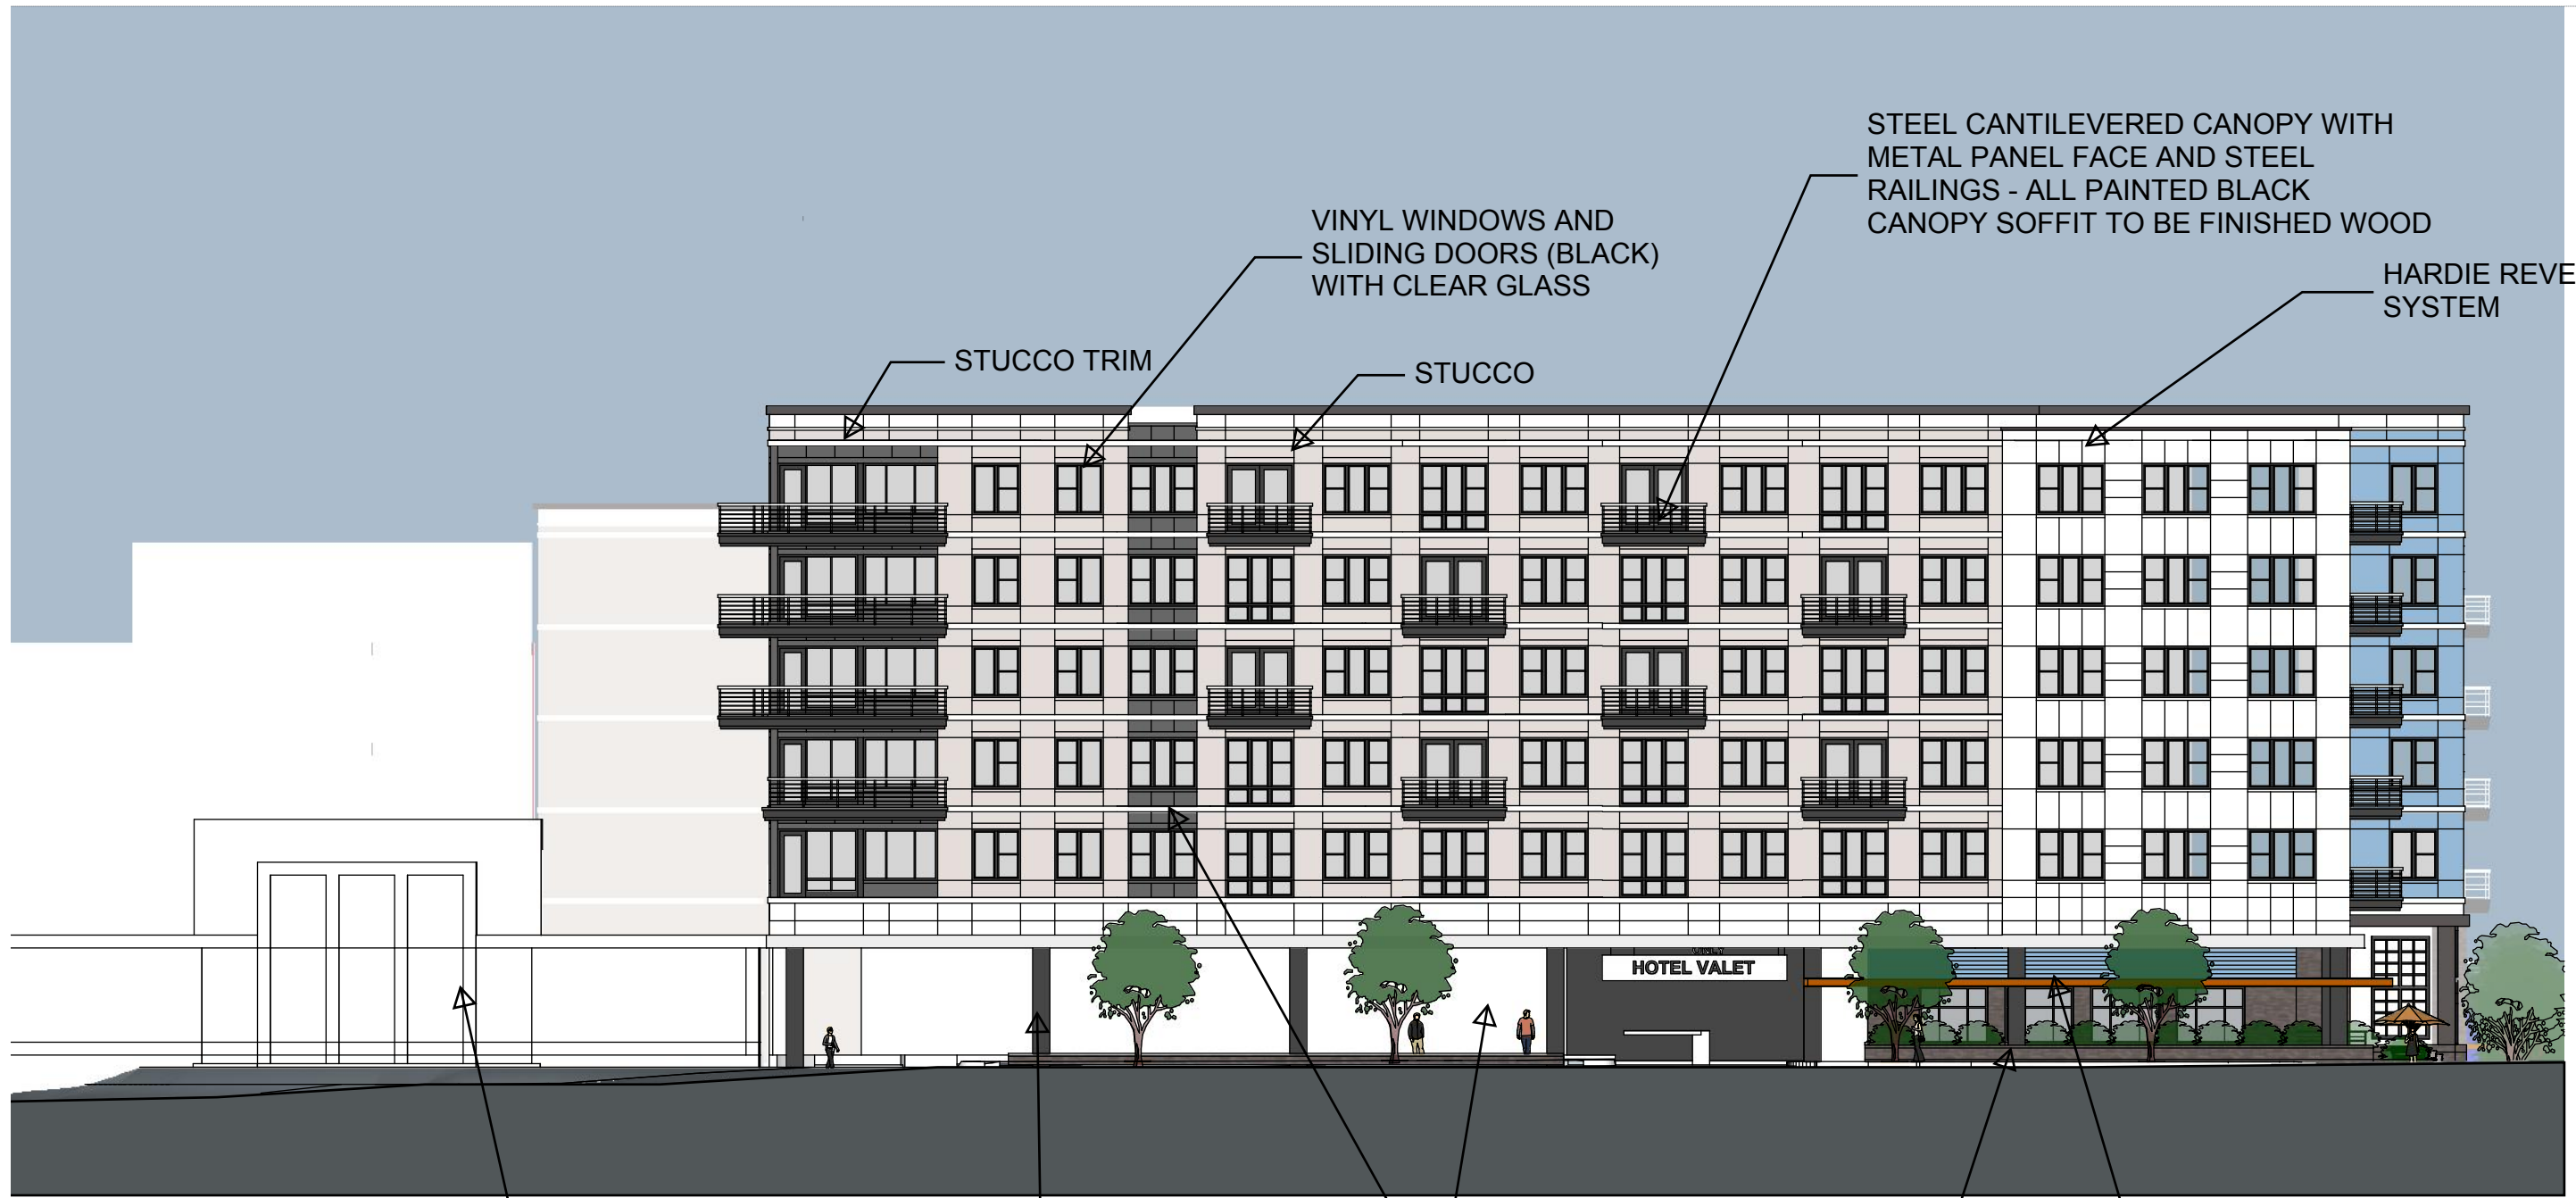 STEEL CANTILEVERED CANOPY WITH
METAL PANEL FACE AND STEEL
RAILINGS - ALL PAINTED BLACK
CANOPY SOFFIT TO BE FINISHED WOOD
VINYL WINDOWS AND
SLIDING DOORS (BLACK)
WITH CLEAR GLASS
HARDIE REVE
SYSTEM
STUCCO TRIM
STUCCO
HOTEL VALET